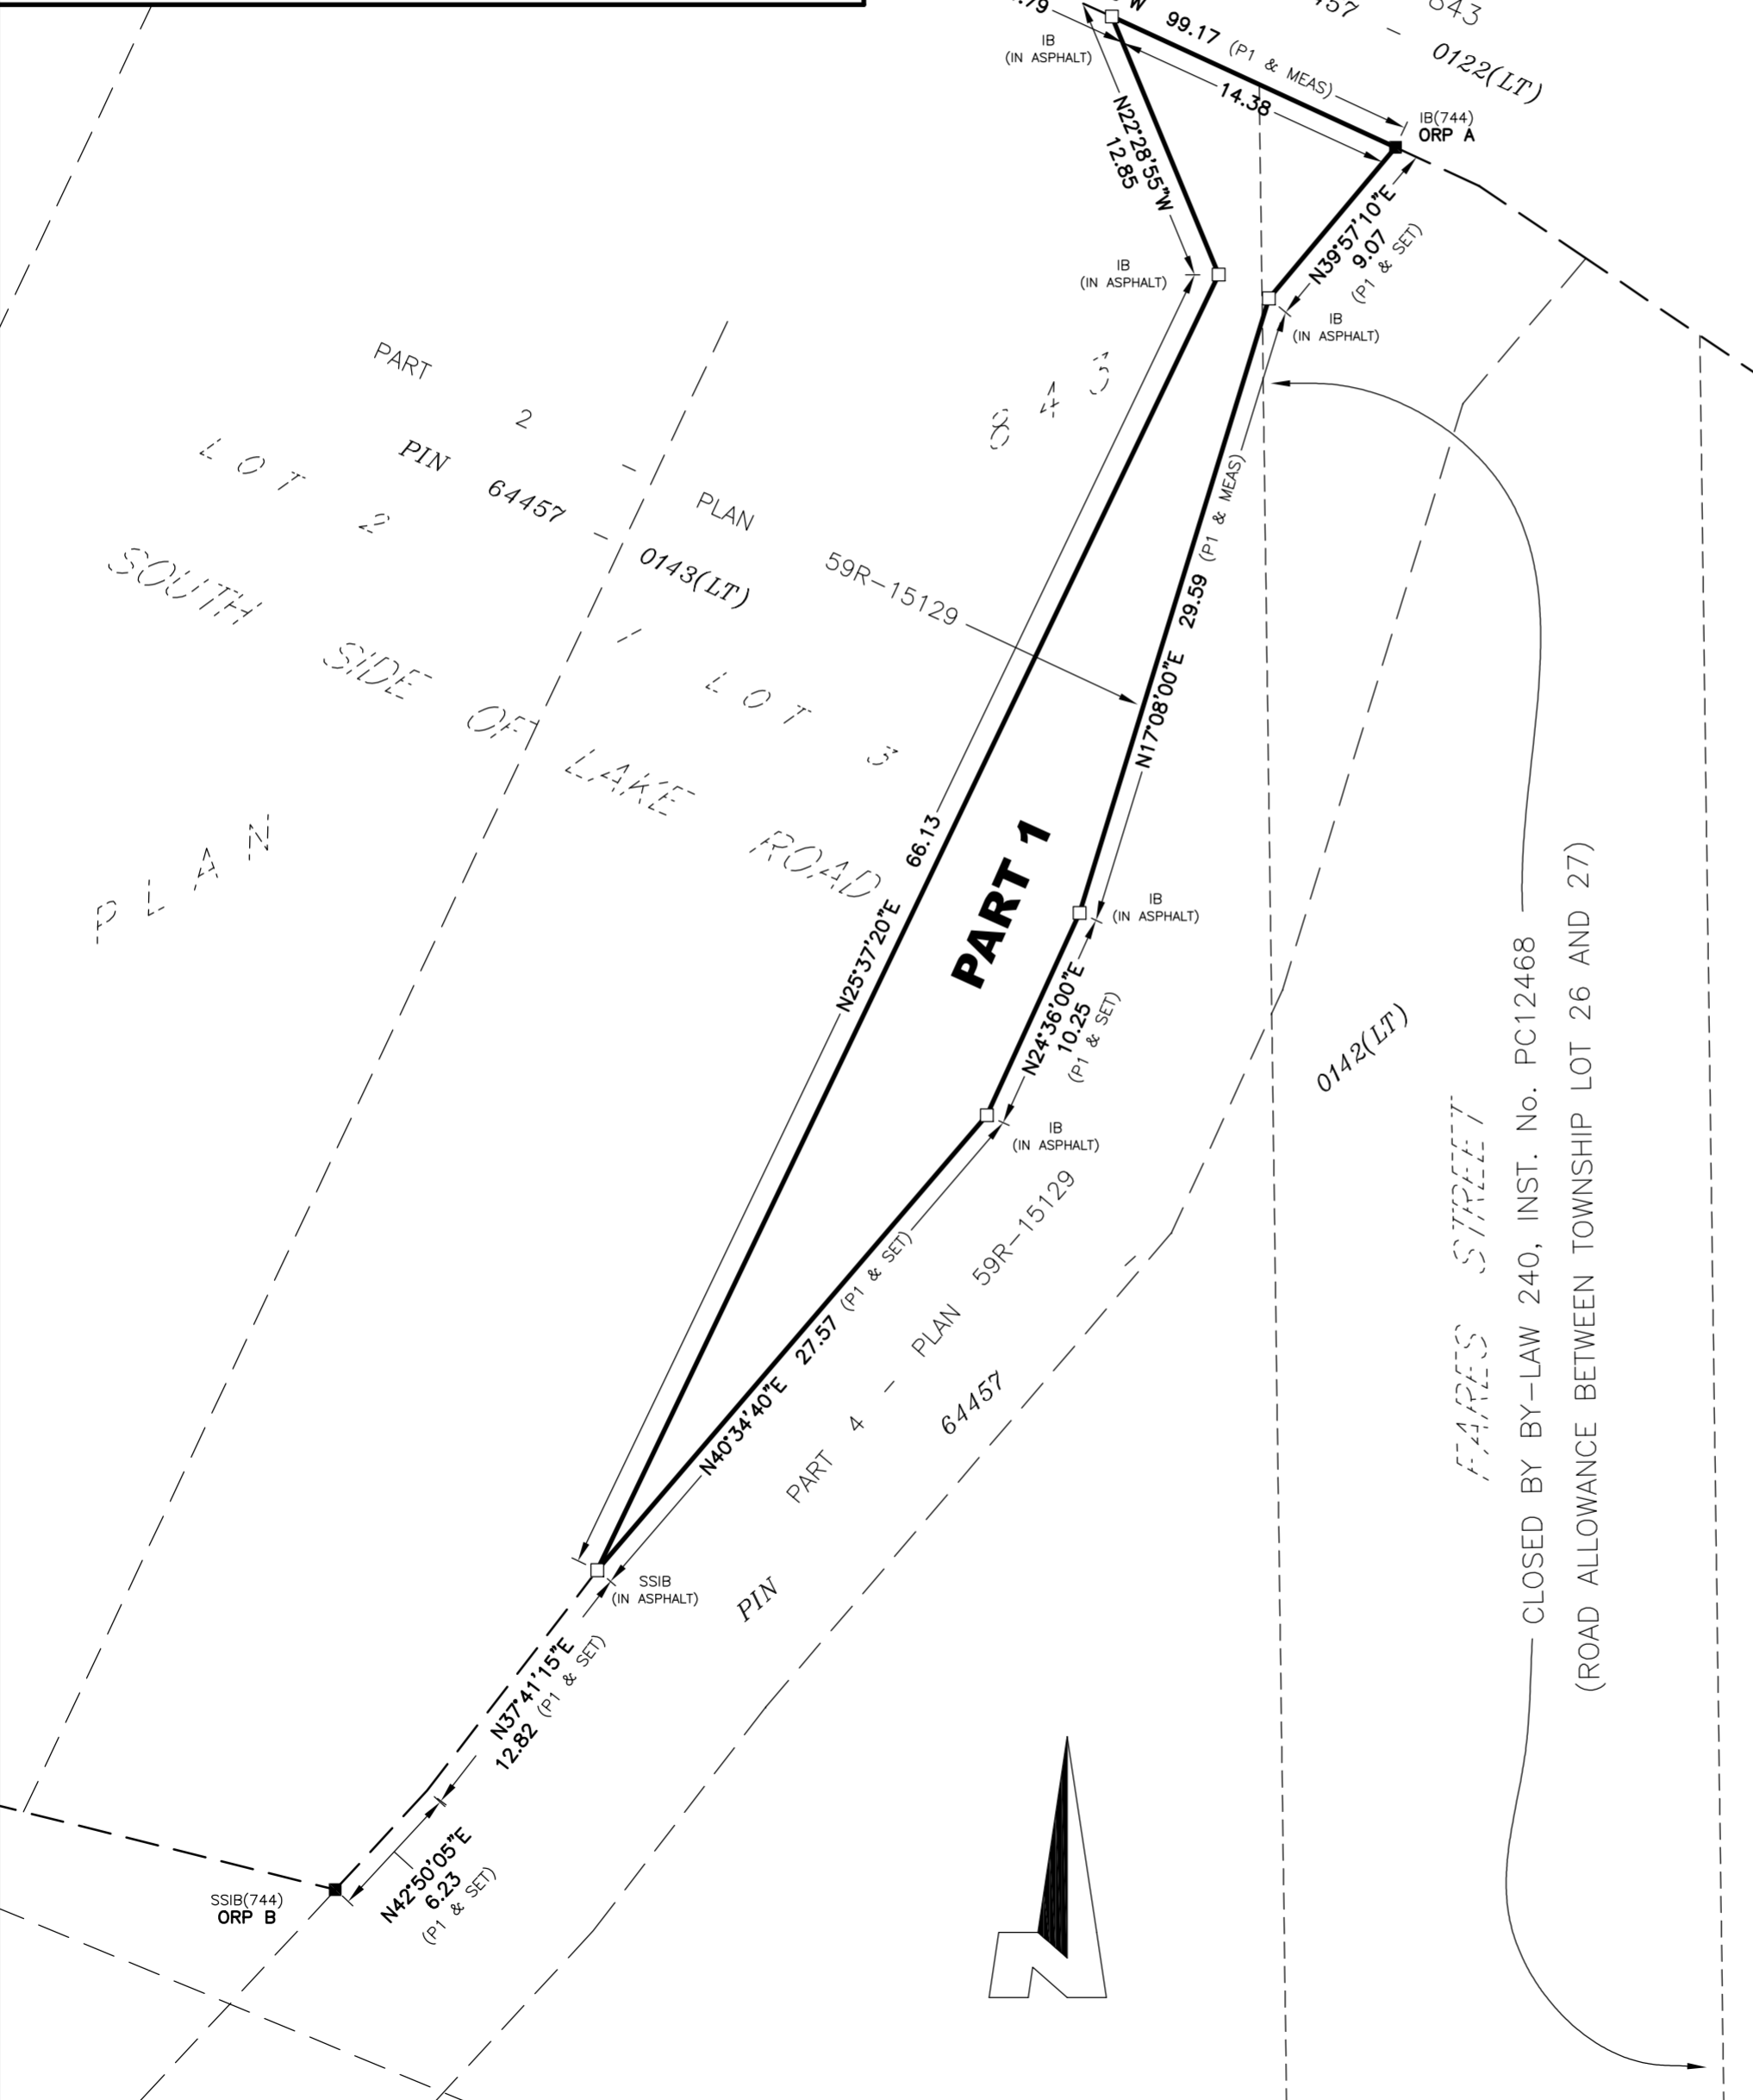 W 99.17 (P1 & MEAS)
14.38
0122(LT)
IB
(IN ASPHALT)
IB(744)
ORP A
N22°28'55"W
12.85
N39°57'10"E
9.07
(P1 & SET)
IB
(IN ASPHALT)
IB
(IN ASPHALT)
PART 2 - PLAN 59R-15129
PIN 64457 - 0143(LT)
LOT 2 / LOT 3
SOUTH SIDE OF LAKE ROAD
PLAN 843
N17°08'00"E 29.59 (P1 & MEAS)
66.13
N25°37'20"E
PART 1
IB
(IN ASPHALT)
N24°36'00"E
10.25
(P1 & SET)
IB
(IN ASPHALT)
N40°34'40"E 27.57 (P1 & SET)
PART 4 - PLAN 59R-15129
PIN 64457 - 0142(LT)
FARES STREET
CLOSED BY BY-LAW 240, INST. No. PC12468
(ROAD ALLOWANCE BETWEEN TOWNSHIP LOT 26 AND 27)
SSIB
(IN ASPHALT)
N37°41'15"E
12.82 (P1 & SET)
N42°50'05"E
6.23
(P1 & SET)
SSIB(744)
ORP B